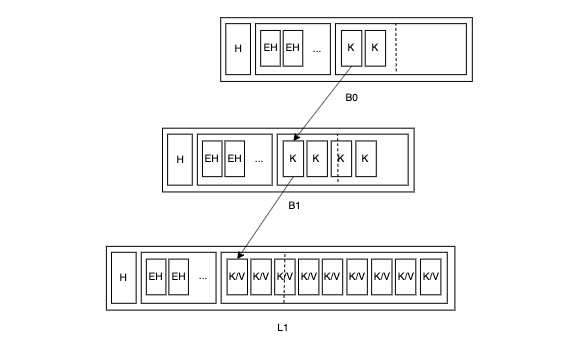 H EH EH ... K K
B0
H EH EH ... K K K K
B1
H EH EH ... K/V K/V K/V K/V K/V K/V K/V K/V K/V
L1